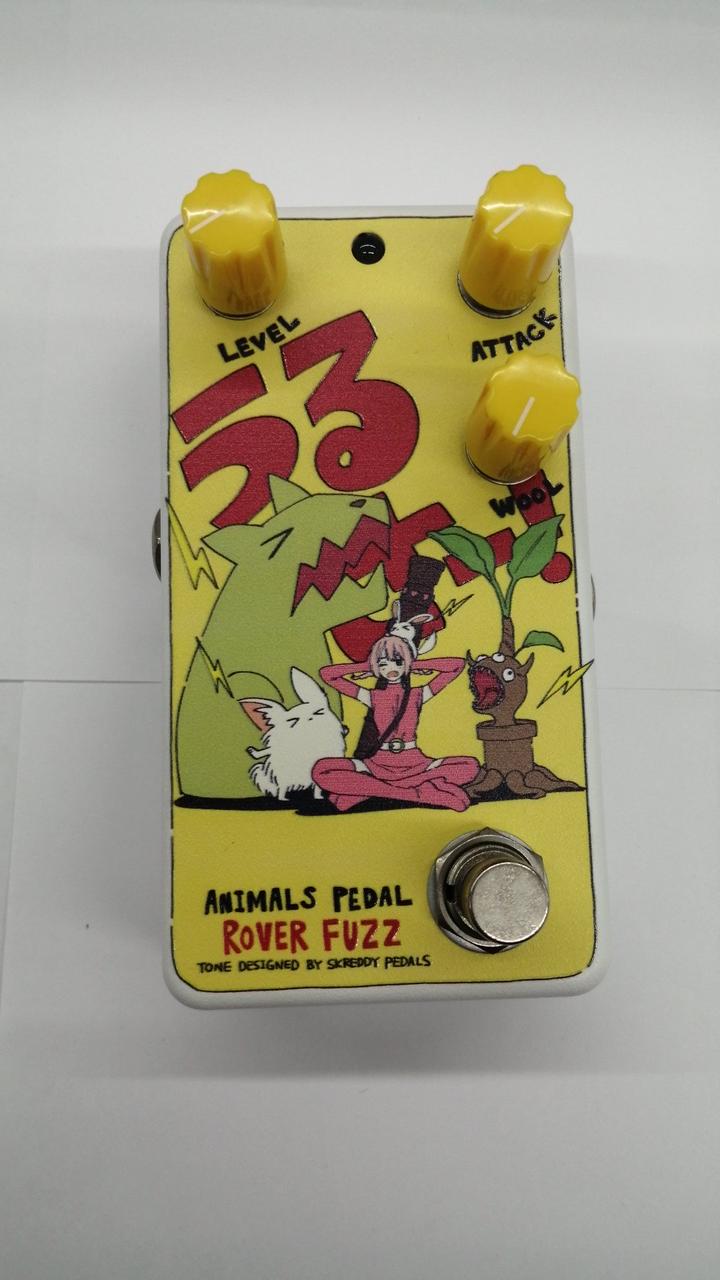 LEVEL
ATTACK
うる
WOOL
ANIMALS PEDAL
ROVER FUZZ
TONE DESIGNED BY SKREDDY PEDALS